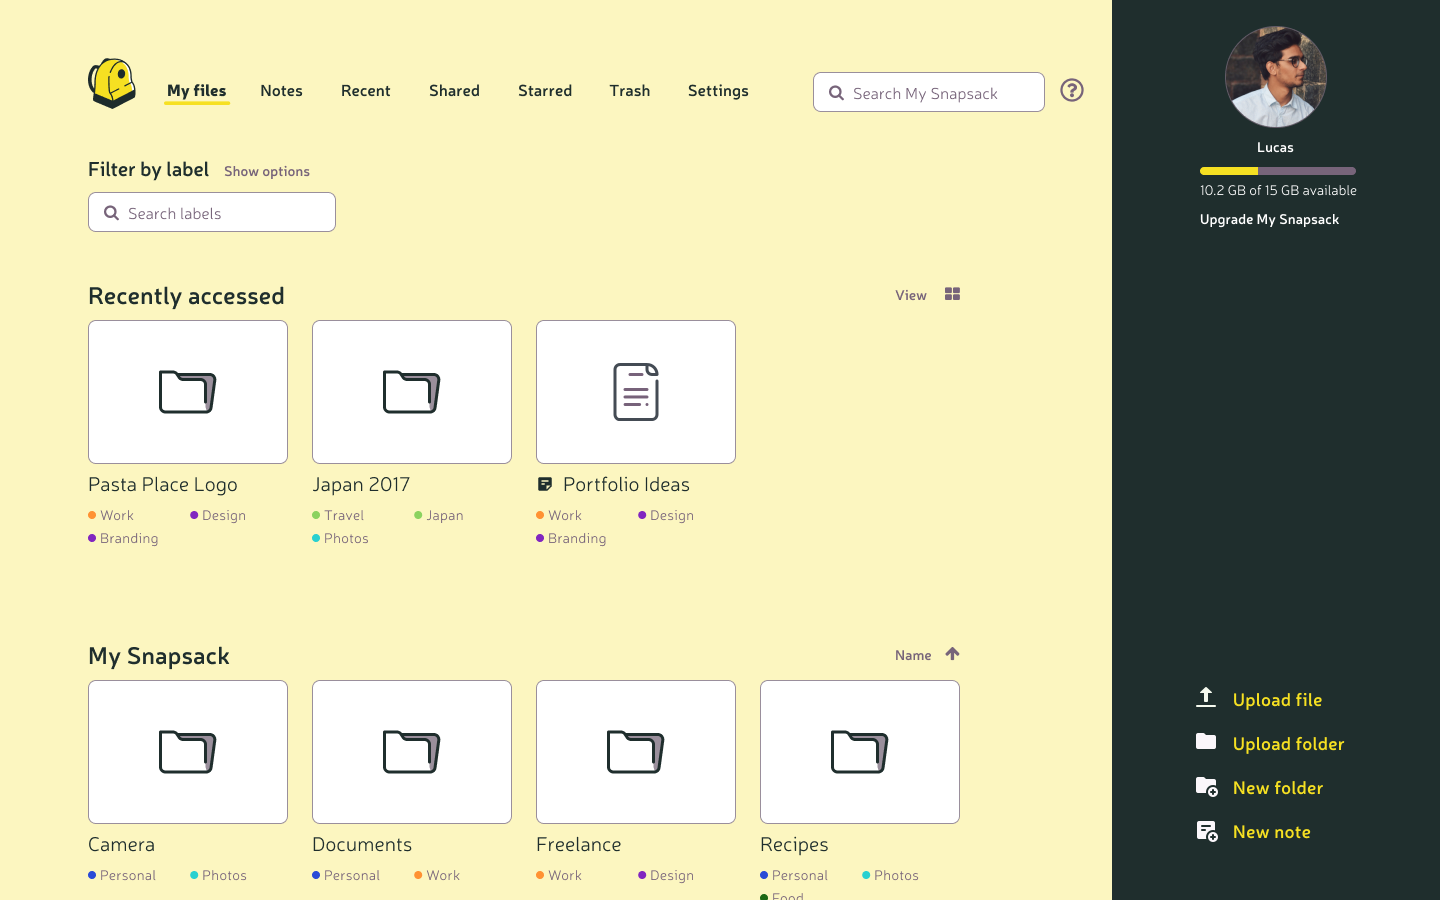 My files Notes Recent Shared Starred Trash Settings
Search My Snapsack
Filter by label Show options
Search labels
Recently accessed
View
Pasta Place Logo
Work Design
Branding
Japan 2017
Travel Japan
Photos
Portfolio Ideas
Work Design
Branding
My Snapsack
Name
Camera
Personal Photos
Documents
Personal Work
Freelance
Work Design
Recipes
Personal Photos
Food
Lucas
10.2 GB of 15 GB available
Upgrade My Snapsack
Upload file
Upload folder
New folder
New note